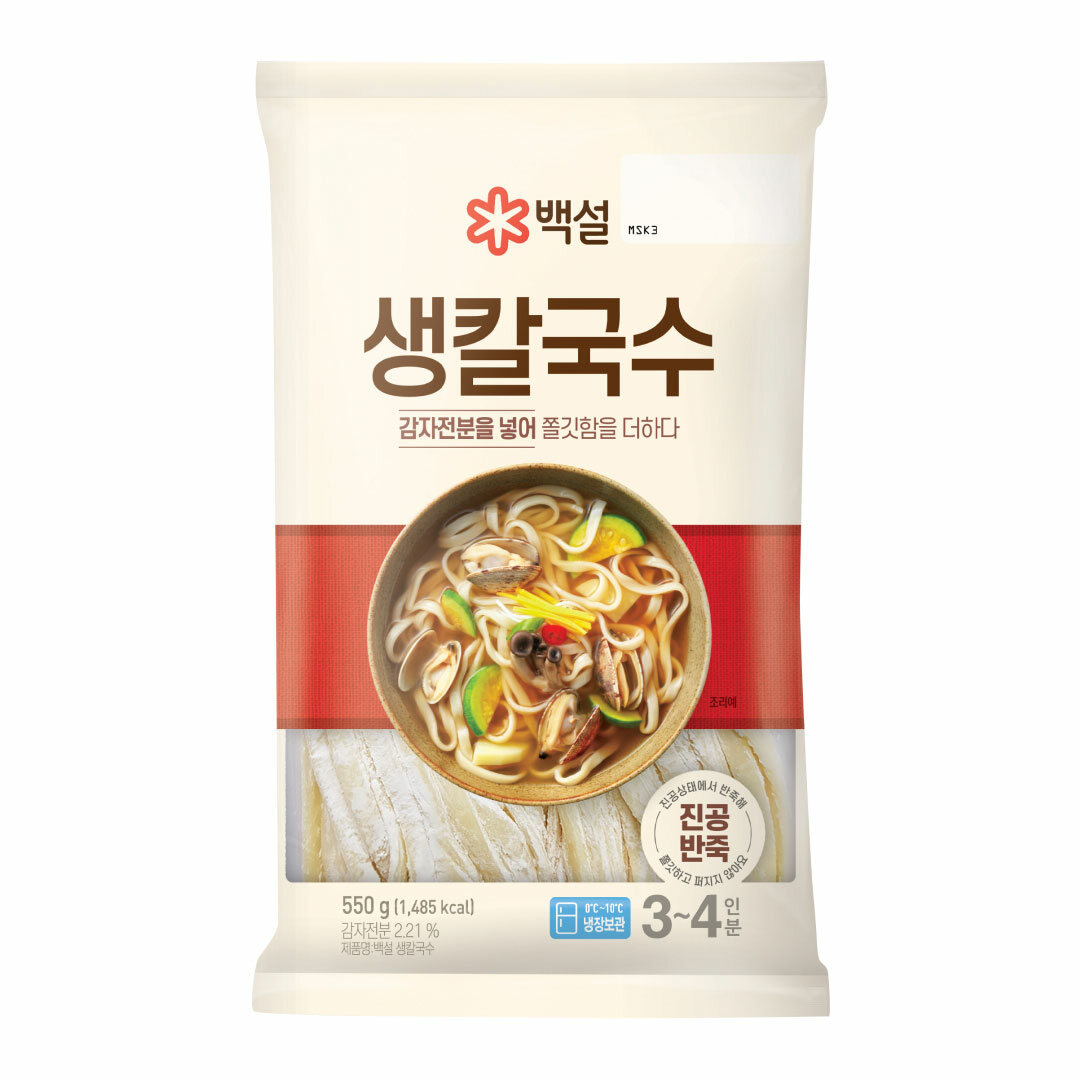 백설
MSK3
생칼국수
감자전분을 넣어 쫄깃함을 더하다
조리예
진공상태에서 반죽해
진공
반죽
쫄깃하고 퍼지지 않아요
550 g (1,485 kcal)
감자전분 2.21 %
제품명:백설 생칼국수
0℃~10℃
냉장보관
3~4 인분